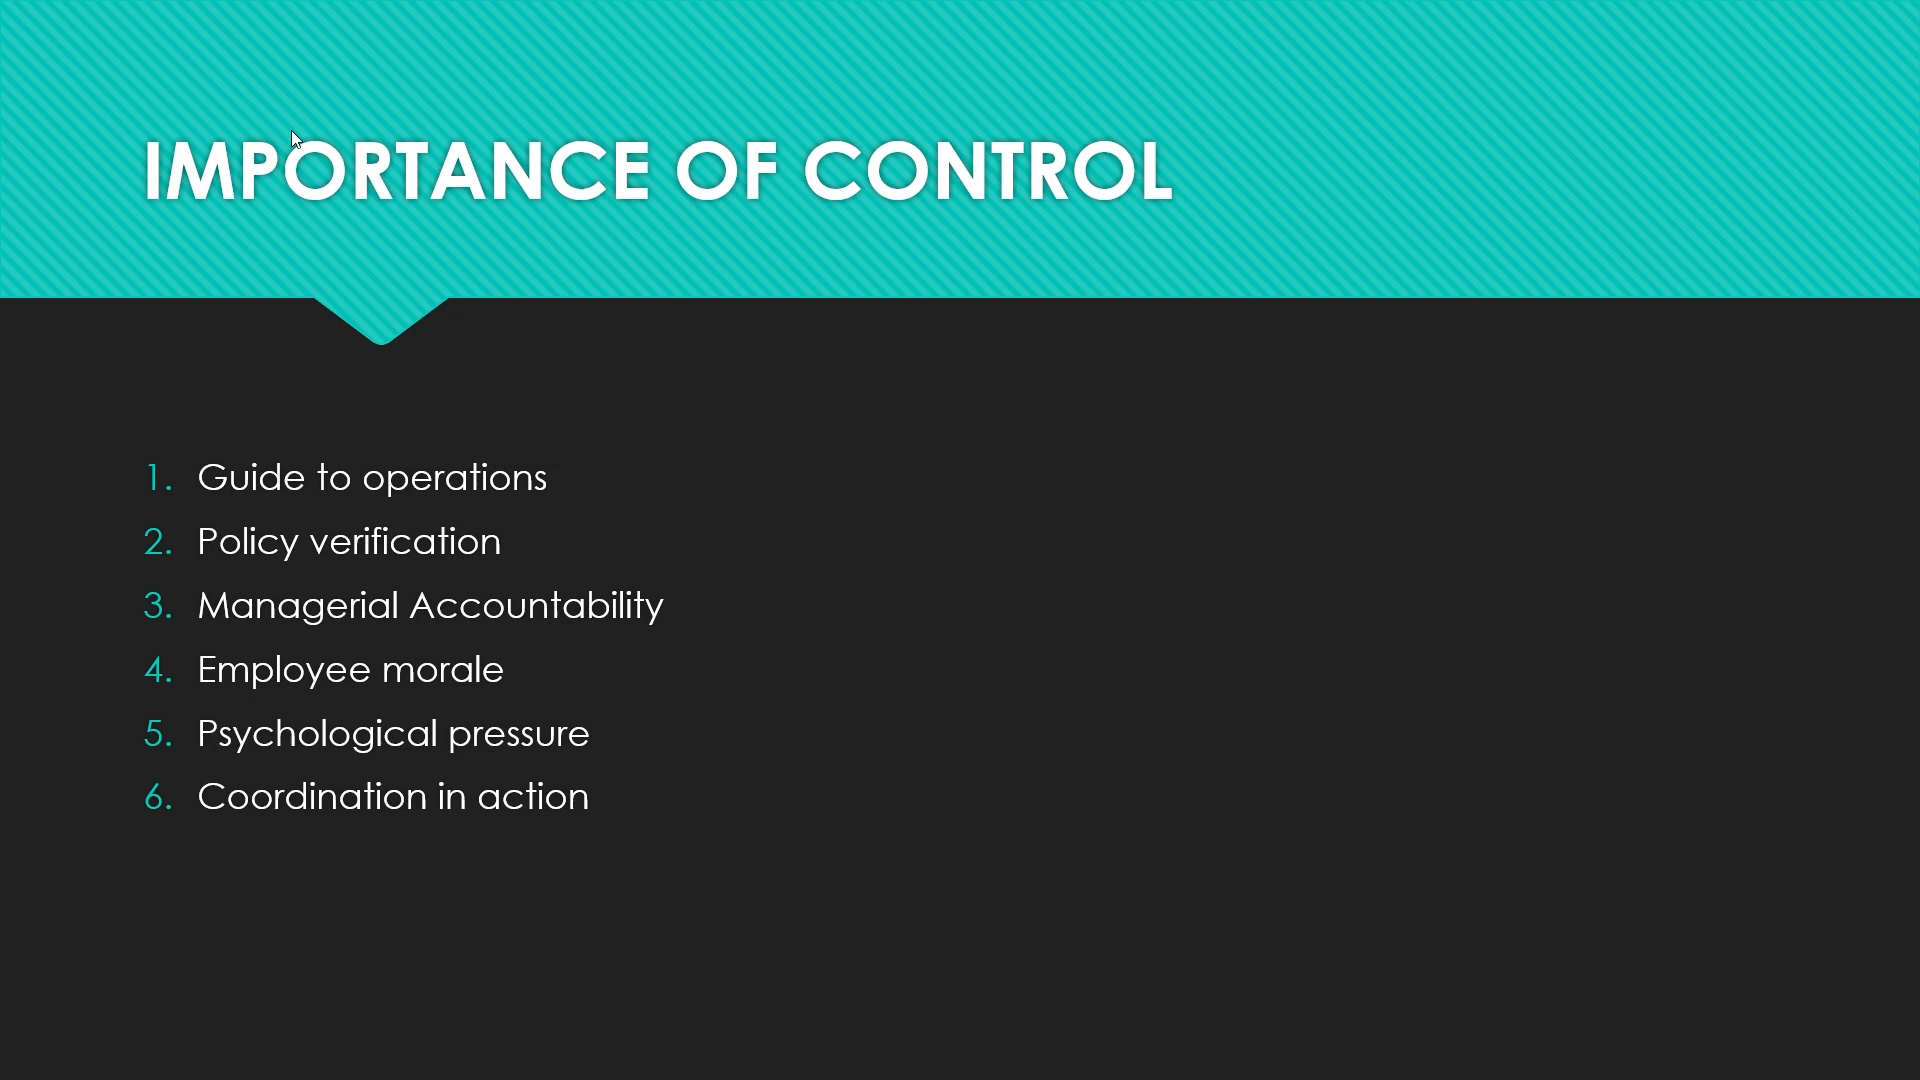 IMPORTANCE OF CONTROL
1. Guide to operations
2. Policy verification
3. Managerial Accountability
4. Employee morale
5. Psychological pressure
6. Coordination in action